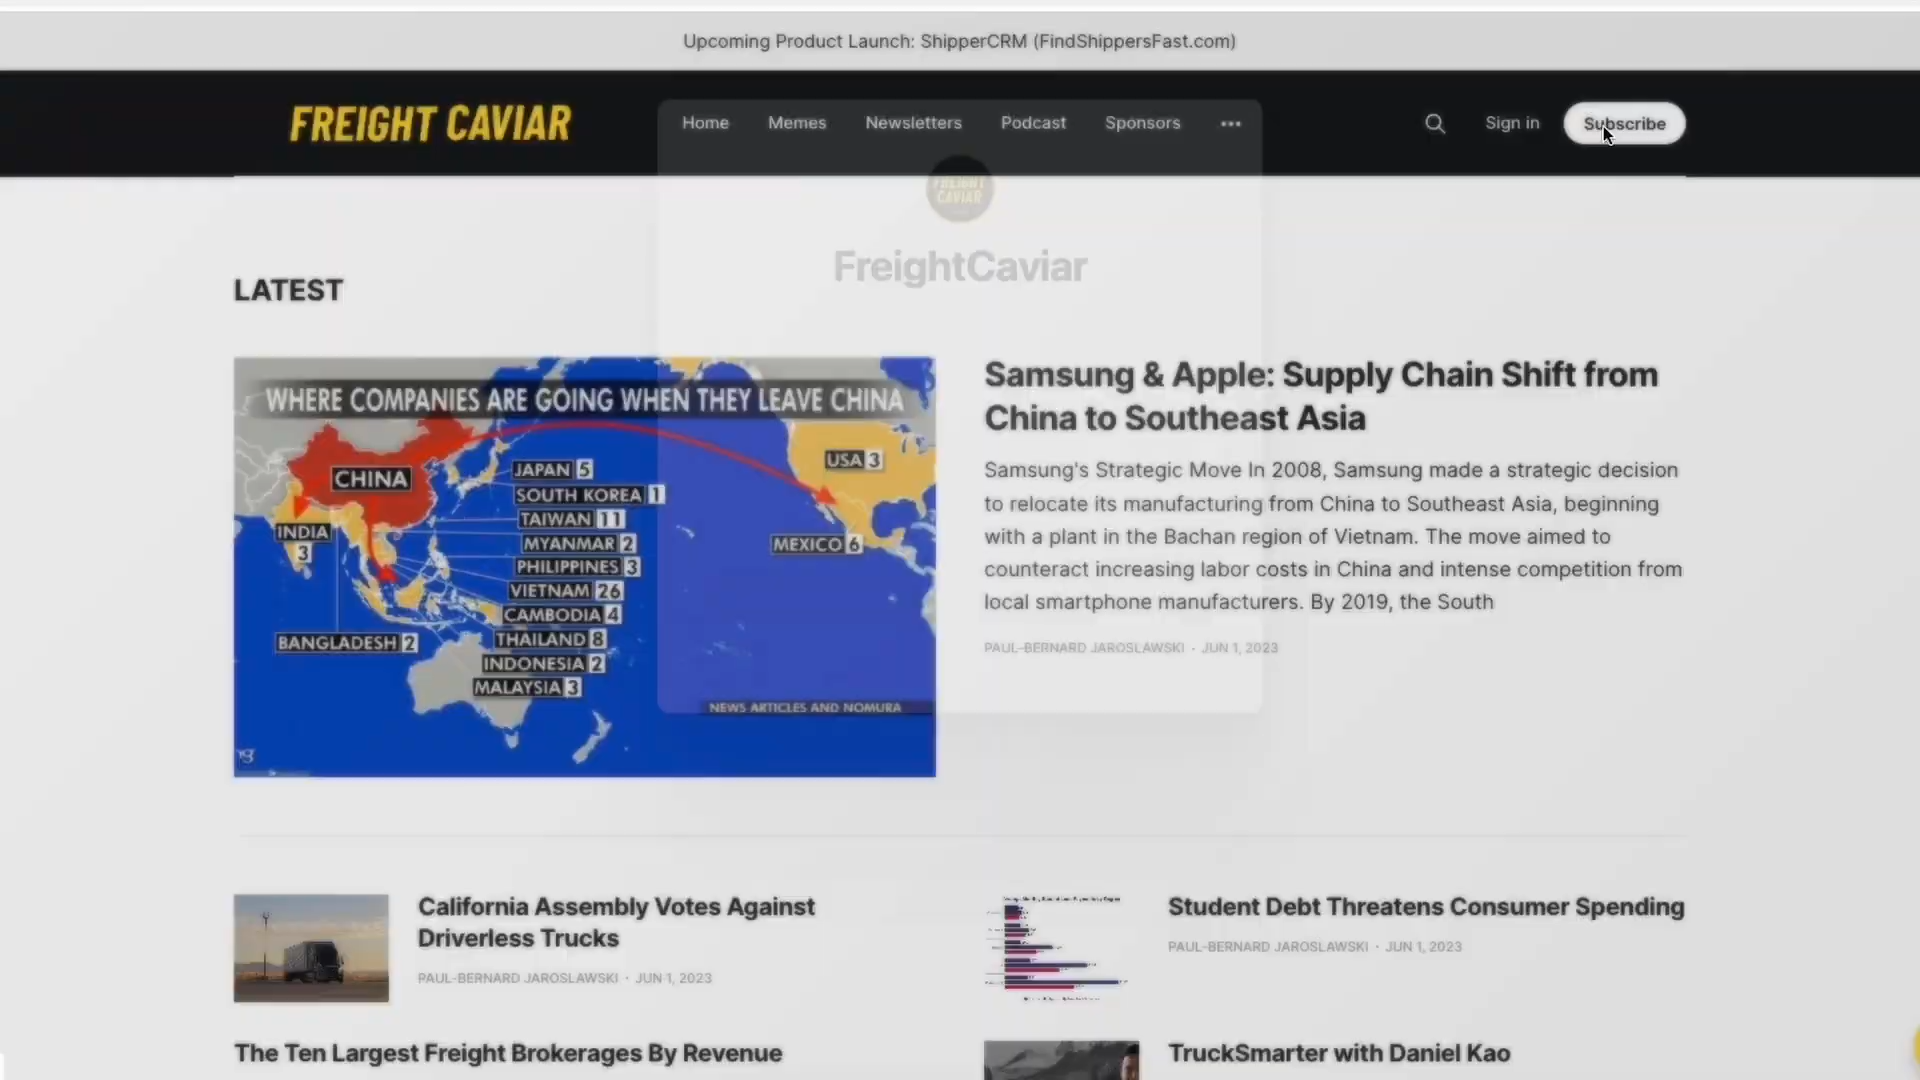 Upcoming Product Launch: ShipperCRM (FindShippersFast.com)
FREIGHT CAVIAR
Home Memes Newsletters Podcast Sponsors
Sign in
Subscribe
FREIGHT
CAVIAR
FreightCaviar
LATEST
WHERE COMPANIES ARE GOING WHEN THEY LEAVE CHINA
CHINA
INDIA
3
BANGLADESH 2
JAPAN 5
SOUTH KOREA 1
TAIWAN 11
MYANMAR 2
PHILIPPINES 3
VIETNAM 26
CAMBODIA 4
THAILAND 8
INDONESIA 2
MALAYSIA 3
USA 3
MEXICO 6
NEWS ARTICLES AND NOMURA
Samsung & Apple: Supply Chain Shift from
China to Southeast Asia
Samsung's Strategic Move In 2008, Samsung made a strategic decision
to relocate its manufacturing from China to Southeast Asia, beginning
with a plant in the Bachan region of Vietnam. The move aimed to
counteract increasing labor costs in China and intense competition from
local smartphone manufacturers. By 2019, the South
PAUL-BERNARD JAROSLAWSKI · JUN 1, 2023
California Assembly Votes Against
Driverless Trucks
PAUL-BERNARD JAROSLAWSKI · JUN 1, 2023
Student Debt Threatens Consumer Spending
PAUL-BERNARD JAROSLAWSKI · JUN 1, 2023
The Ten Largest Freight Brokerages By Revenue
TruckSmarter with Daniel Kao